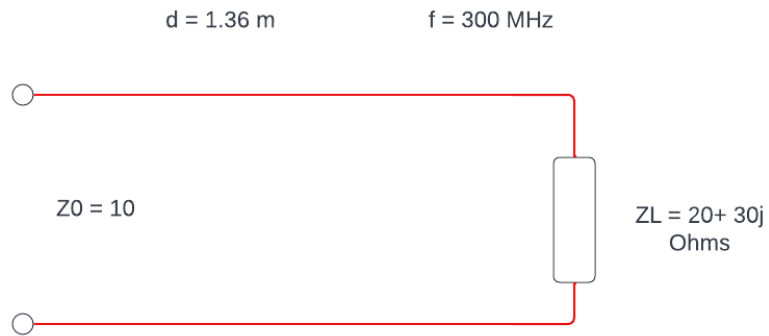 d = 1.36 m
f = 300 MHz
Z0 = 10
ZL = 20+ 30j
Ohms